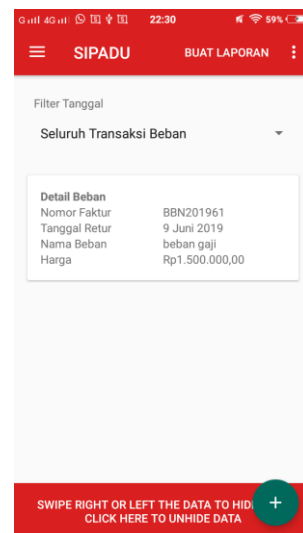 G 4G 22:30 59%
SIPADU BUAT LAPORAN
Filter Tanggal
Seluruh Transaksi Beban
Detail Beban
Nomor Faktur BBN201961
Tanggal Retur 9 Juni 2019
Nama Beban beban gaji
Harga Rp1.500.000,00
SWIPE RIGHT OR LEFT THE DATA TO HID
CLICK HERE TO UNHIDE DATA